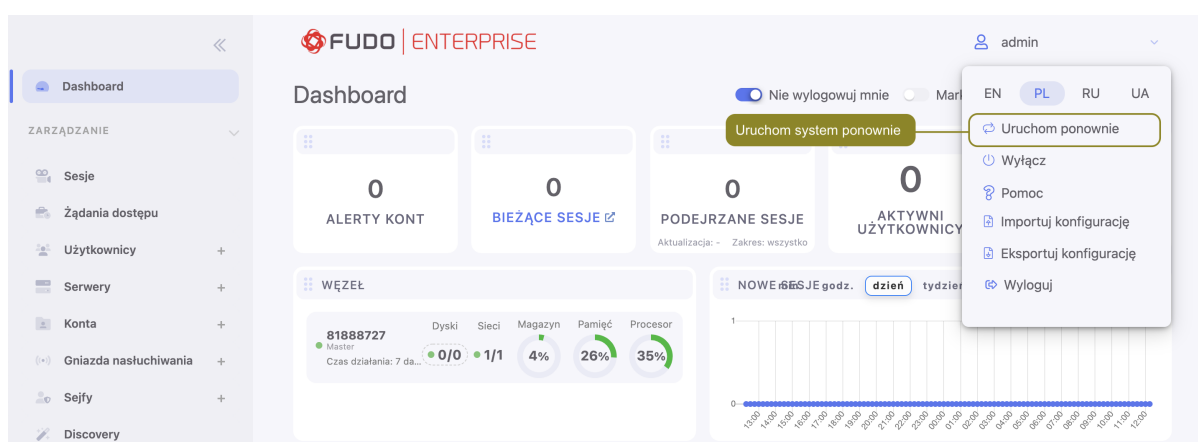 FUDO ENTERPRISE
admin
Dashboard
ZARZĄDZANIE
Sesje
Żądania dostępu
Użytkownicy +
Serwery +
Konta +
Gniazda nasłuchiwania +
Sejfy +
Discovery
Dashboard
Nie wylogowuj mnie
Uruchom system ponownie
EN PL RU UA
Uruchom ponownie
Wyłącz
Pomoc
Importuj konfigurację
Eksportuj konfigurację
Wyloguj
0
ALERTY KONT
0
BIEŻĄCE SESJE
0
PODEJRZANE SESJE
Aktualizacja: - Zakres: wszystko
0
AKTYWNI
UŻYTKOWNICY
WĘZEŁ
81888727
Master
Czas działania: 7 da...
Dyski Sieci Magazyn Pamięć Procesor
0/0 1/1 4% 26% 35%
NOWE SESJE godz. dzień
1
0
13:00 14:00 15:00 16:00 17:00 18:00 19:00 20:00 21:00 22:00 23:00 00:00 01:00 02:00 03:00 04:00 05:00 06:00 07:00 08:00 09:00 10:00 11:00 12:00